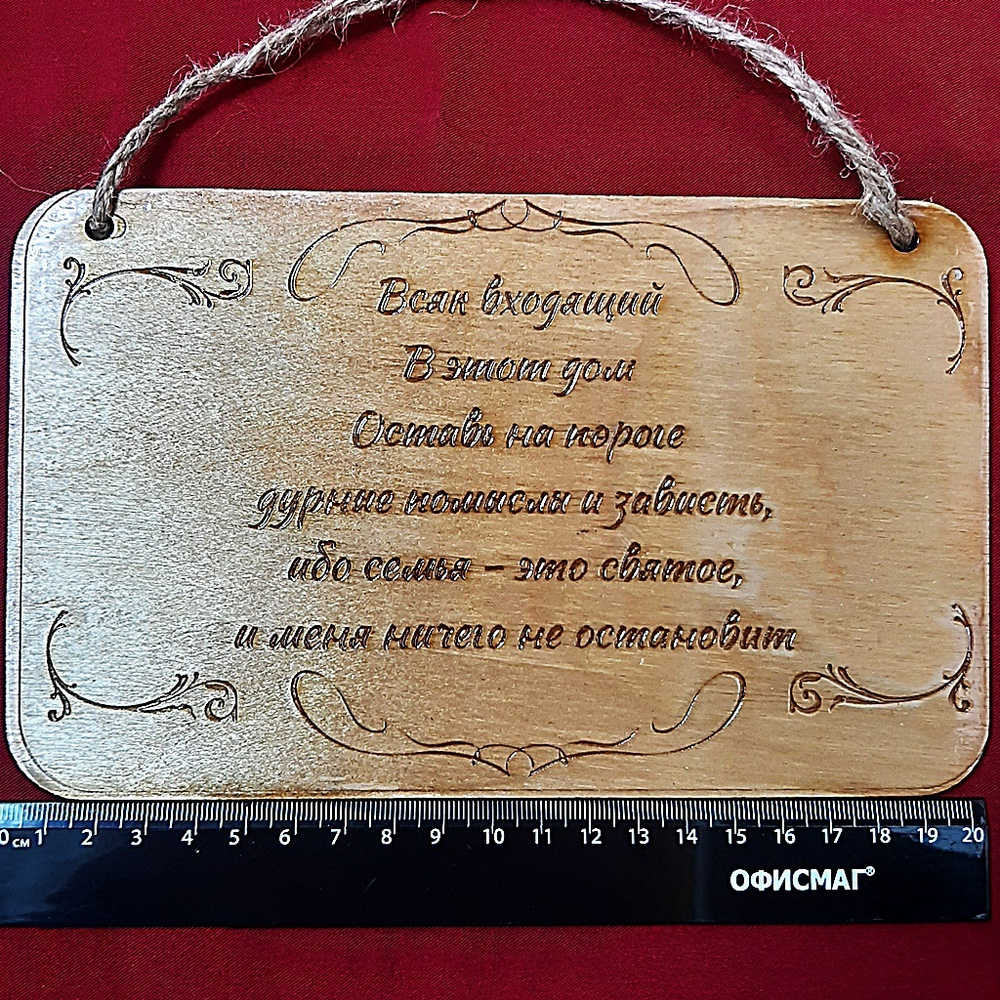 Всяк входящий
В этот дом
Оставь на пороге
дурные помыслы и зависть,
ибо семья – это святое,
и меня ничего не остановит
0 см 1 2 3 4 5 6 7 8 9 10 11 12 13 14 15 16 17 18 19 20
ОФИСМАГ®